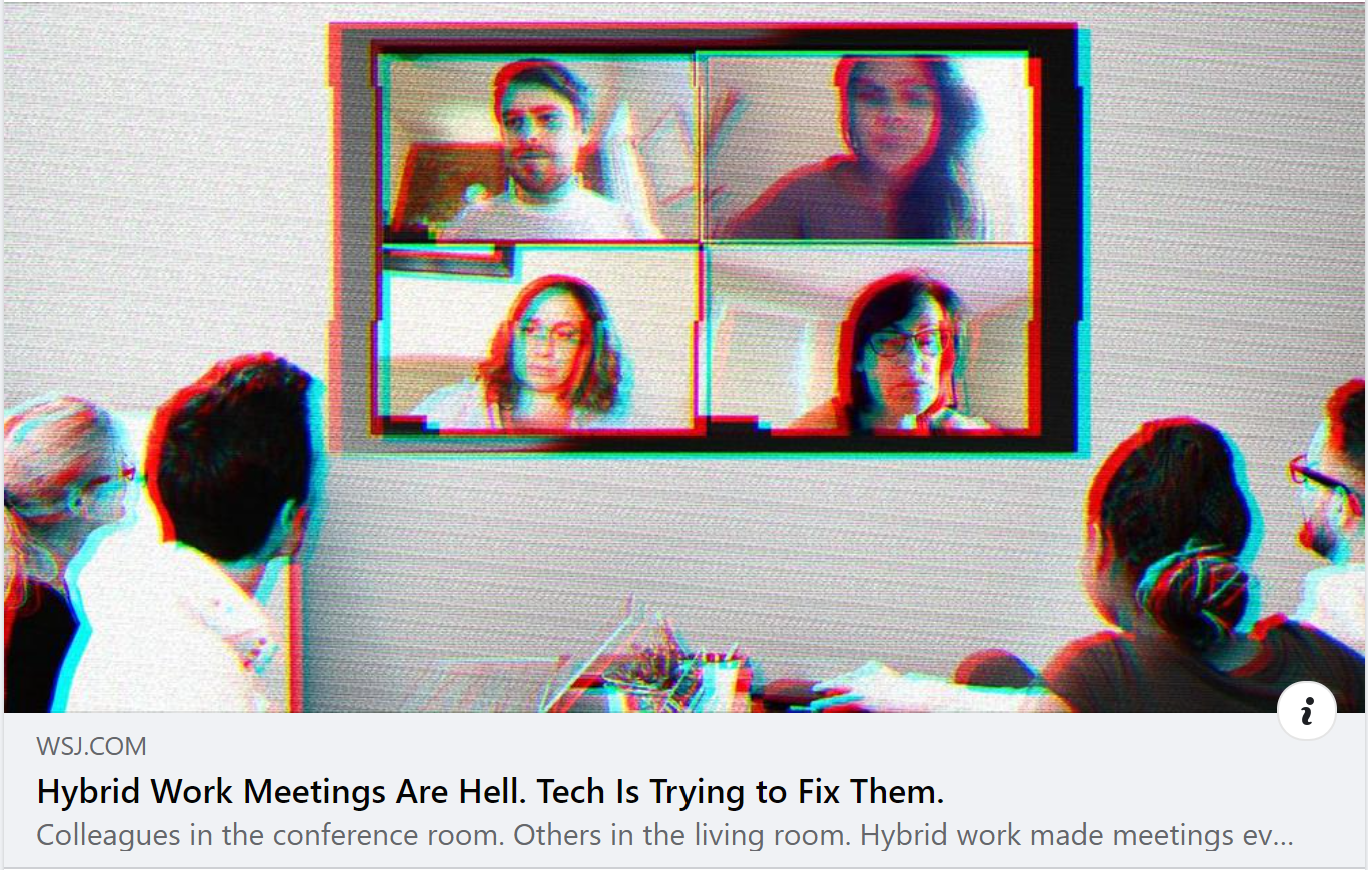 WSJ.COM
Hybrid Work Meetings Are Hell. Tech Is Trying to Fix Them.
Colleagues in the conference room. Others in the living room. Hybrid work made meetings ev...